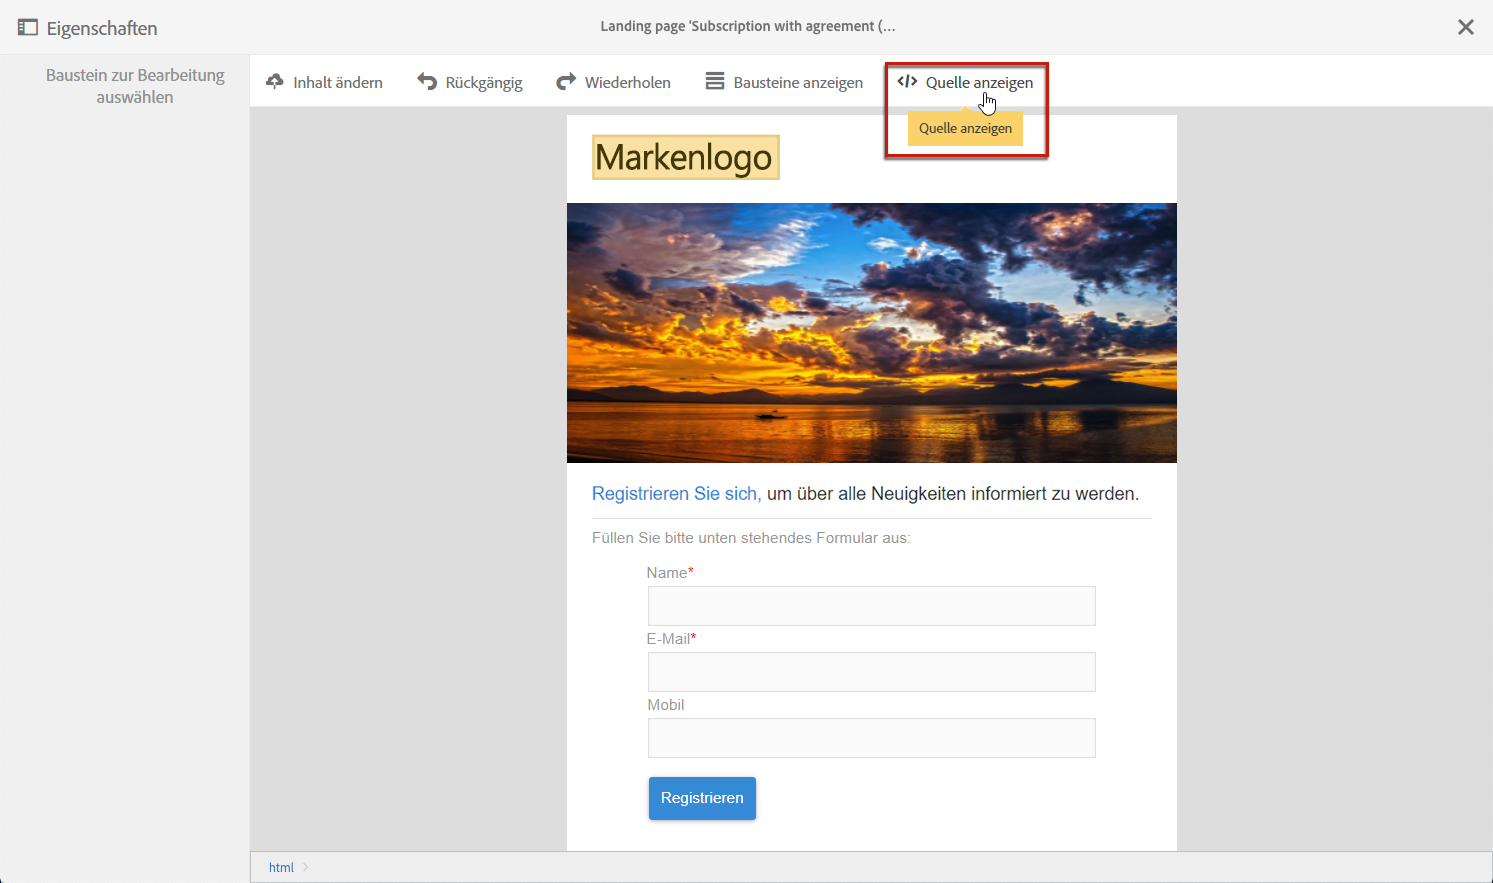 Eigenschaften
Landing page 'Subscription with agreement (...
Baustein zur Bearbeitung
auswählen
Inhalt ändern
Rückgängig
Wiederholen
Bausteine anzeigen
Quelle anzeigen
Quelle anzeigen
Markenlogo
Registrieren Sie sich, um über alle Neuigkeiten informiert zu werden.
Füllen Sie bitte unten stehendes Formular aus:
Name*
E-Mail*
Mobil
Registrieren
html